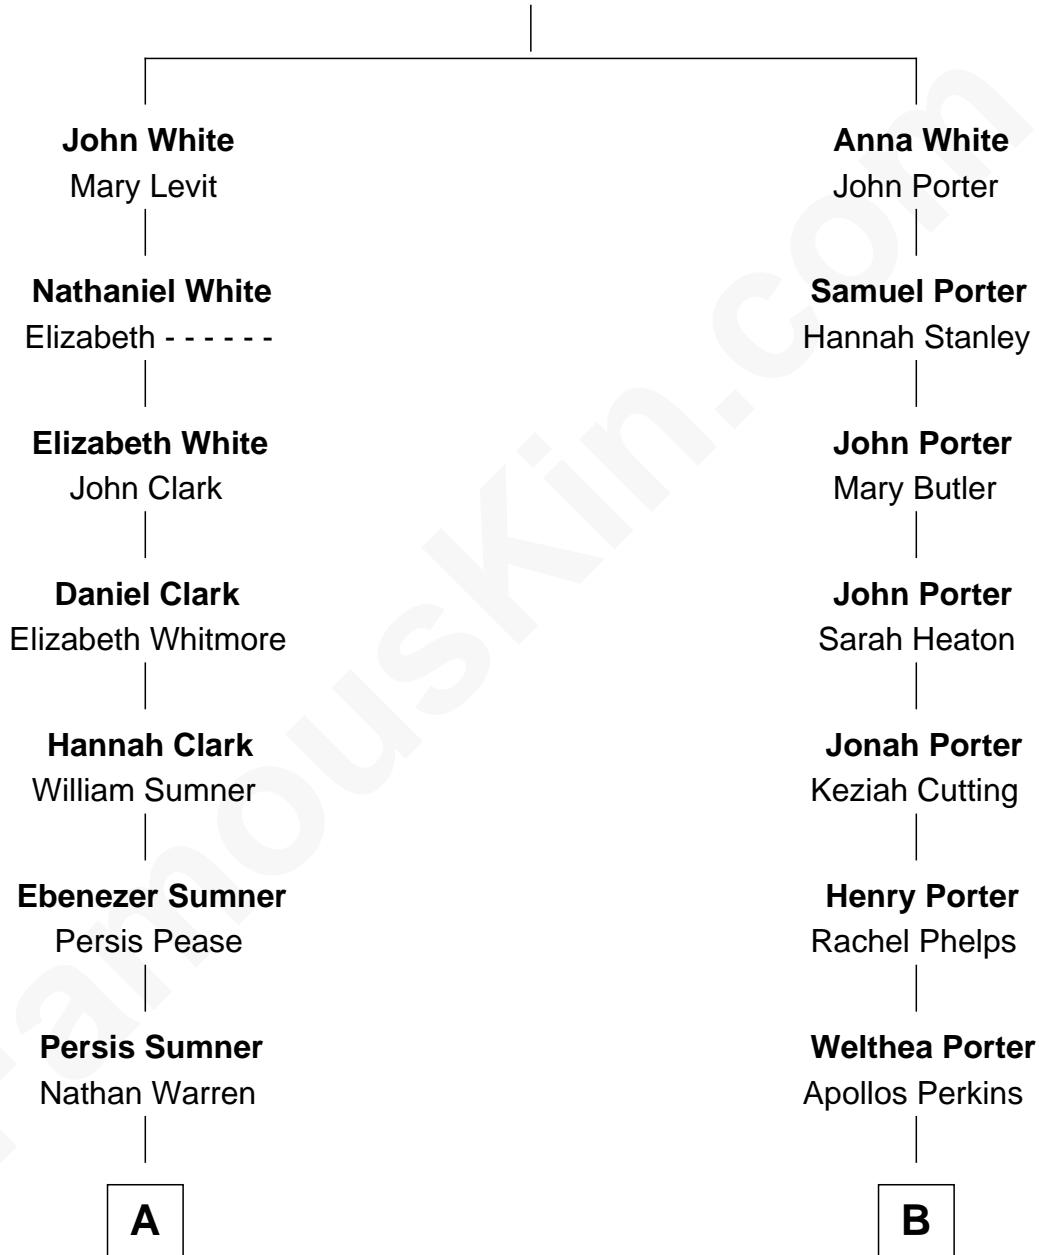 John White
Mary Levit
Nathaniel White
Elizabeth - - - - - -
Elizabeth White
John Clark
Daniel Clark
Elizabeth Whitmore
Hannah Clark
William Sumner
Ebenezer Sumner
Persis Pease
Persis Sumner
Nathan Warren
A
Anna White
John Porter
Samuel Porter
Hannah Stanley
John Porter
Mary Butler
John Porter
Sarah Heaton
Jonah Porter
Keziah Cutting
Henry Porter
Rachel Phelps
Welthea Porter
Apollos Perkins
B
FamousKin.com